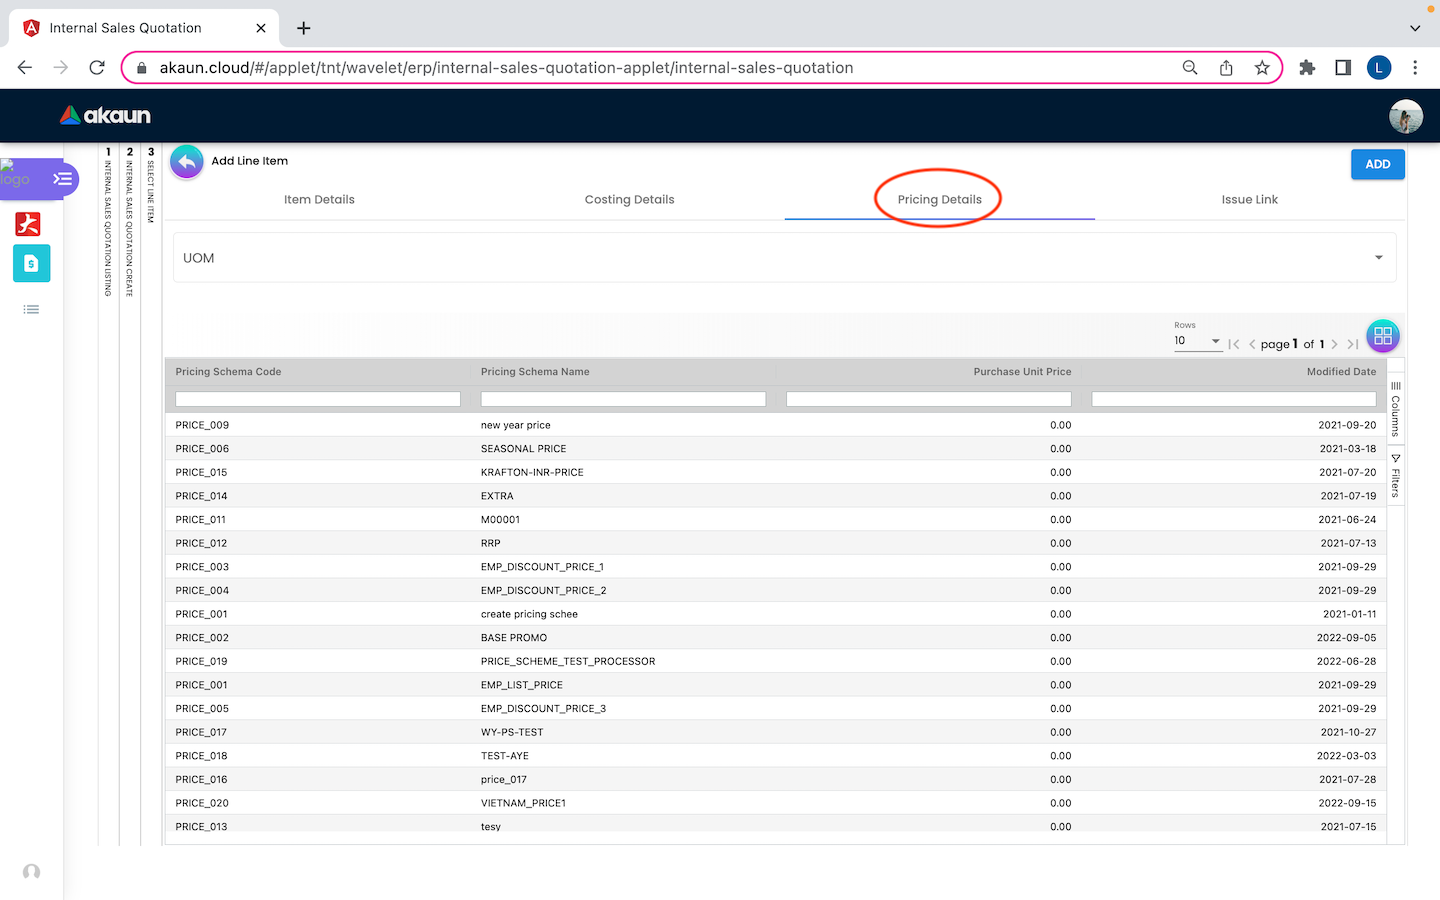 Internal Sales Quotation
akaun.cloud/#/applet/tnt/wavelet/erp/internal-sales-quotation-applet/internal-sales-quotation
L
akaun
logo
1 INTERNAL SALES QUOTATION LISTING
2 INTERNAL SALES QUOTATION CREATE
3 SELECT LINE ITEM
Add Line Item
ADD
Item Details Costing Details Pricing Details Issue Link
UOM
Rows
10 page 1 of 1
Pricing Schema Code Pricing Schema Name Purchase Unit Price Modified Date
PRICE_009 new year price 0.00 2021-09-20
PRICE_006 SEASONAL PRICE 0.00 2021-03-18
PRICE_015 KRAFTON-INR-PRICE 0.00 2021-07-20
PRICE_014 EXTRA 0.00 2021-07-19
PRICE_011 M00001 0.00 2021-06-24
PRICE_012 RRP 0.00 2021-07-13
PRICE_003 EMP_DISCOUNT_PRICE_1 0.00 2021-09-29
PRICE_004 EMP_DISCOUNT_PRICE_2 0.00 2021-09-29
PRICE_001 create pricing schee 0.00 2021-01-11
PRICE_002 BASE PROMO 0.00 2022-09-05
PRICE_019 PRICE_SCHEME_TEST_PROCESSOR 0.00 2022-06-28
PRICE_001 EMP_LIST_PRICE 0.00 2021-09-29
PRICE_005 EMP_DISCOUNT_PRICE_3 0.00 2021-09-29
PRICE_017 WY-PS-TEST 0.00 2021-10-27
PRICE_018 TEST-AYE 0.00 2022-03-03
PRICE_016 price_017 0.00 2021-07-28
PRICE_020 VIETNAM_PRICE1 0.00 2022-09-15
PRICE_013 tesy 0.00 2021-07-15
Columns
Filters